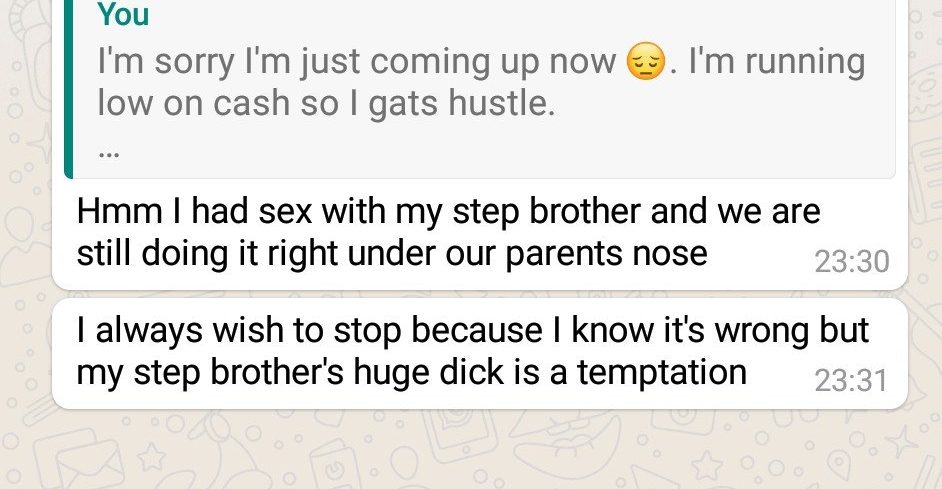 You
I'm sorry I'm just coming up now 😔. I'm running
low on cash so I gats hustle.
...
Hmm I had sex with my step brother and we are
still doing it right under our parents nose
23:30
I always wish to stop because I know it's wrong but
my step brother's huge dick is a temptation
23:31